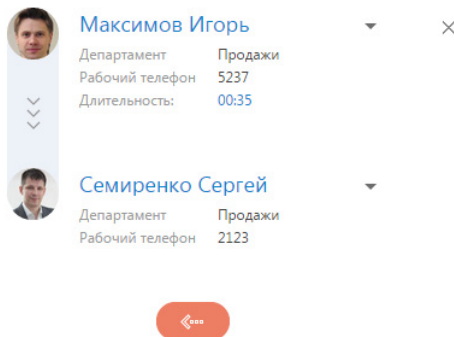 Максимов Игорь
Департамент Продажи
Рабочий телефон 5237
Длительность: 00:35
Семиренко Сергей
Департамент Продажи
Рабочий телефон 2123